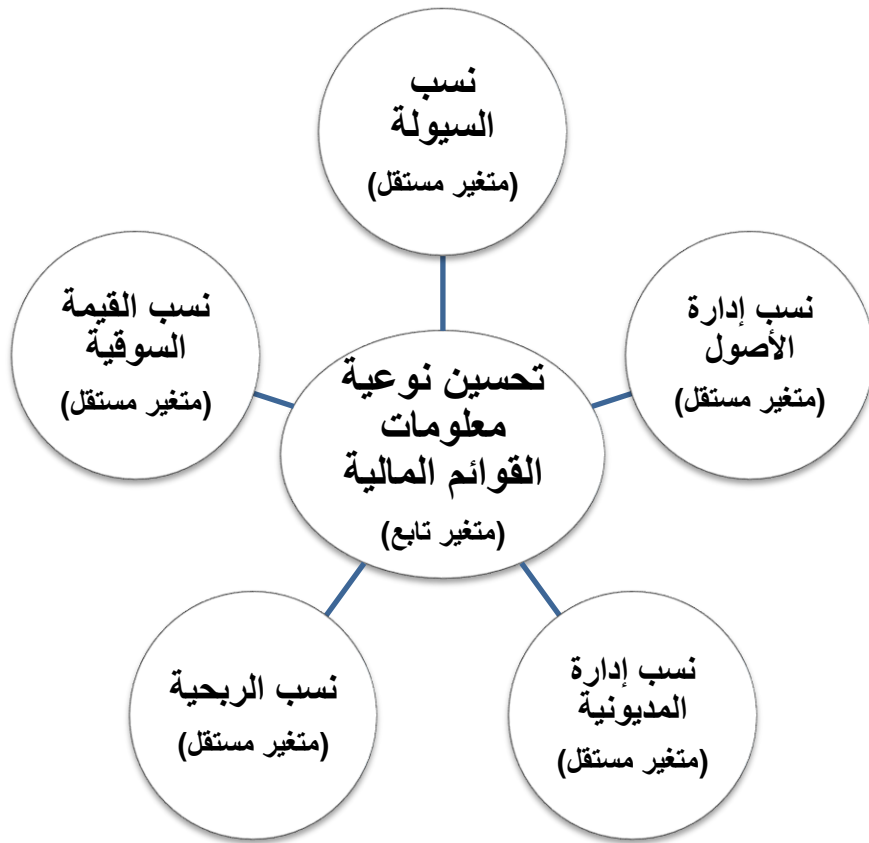 نسب
السيولة
(متغير مستقل)
نسب إدارة
الأصول
(متغير مستقل)
نسب القيمة
السوقية
(متغير مستقل)
تحسين نوعية
معلومات
القوائم المالية
(متغير تابع)
نسب إدارة
المديونية
(متغير مستقل)
نسب الربحية
(متغير مستقل)